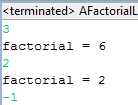 <terminated> AFactorialL
3
factorial = 6
2
factorial = 2
-1